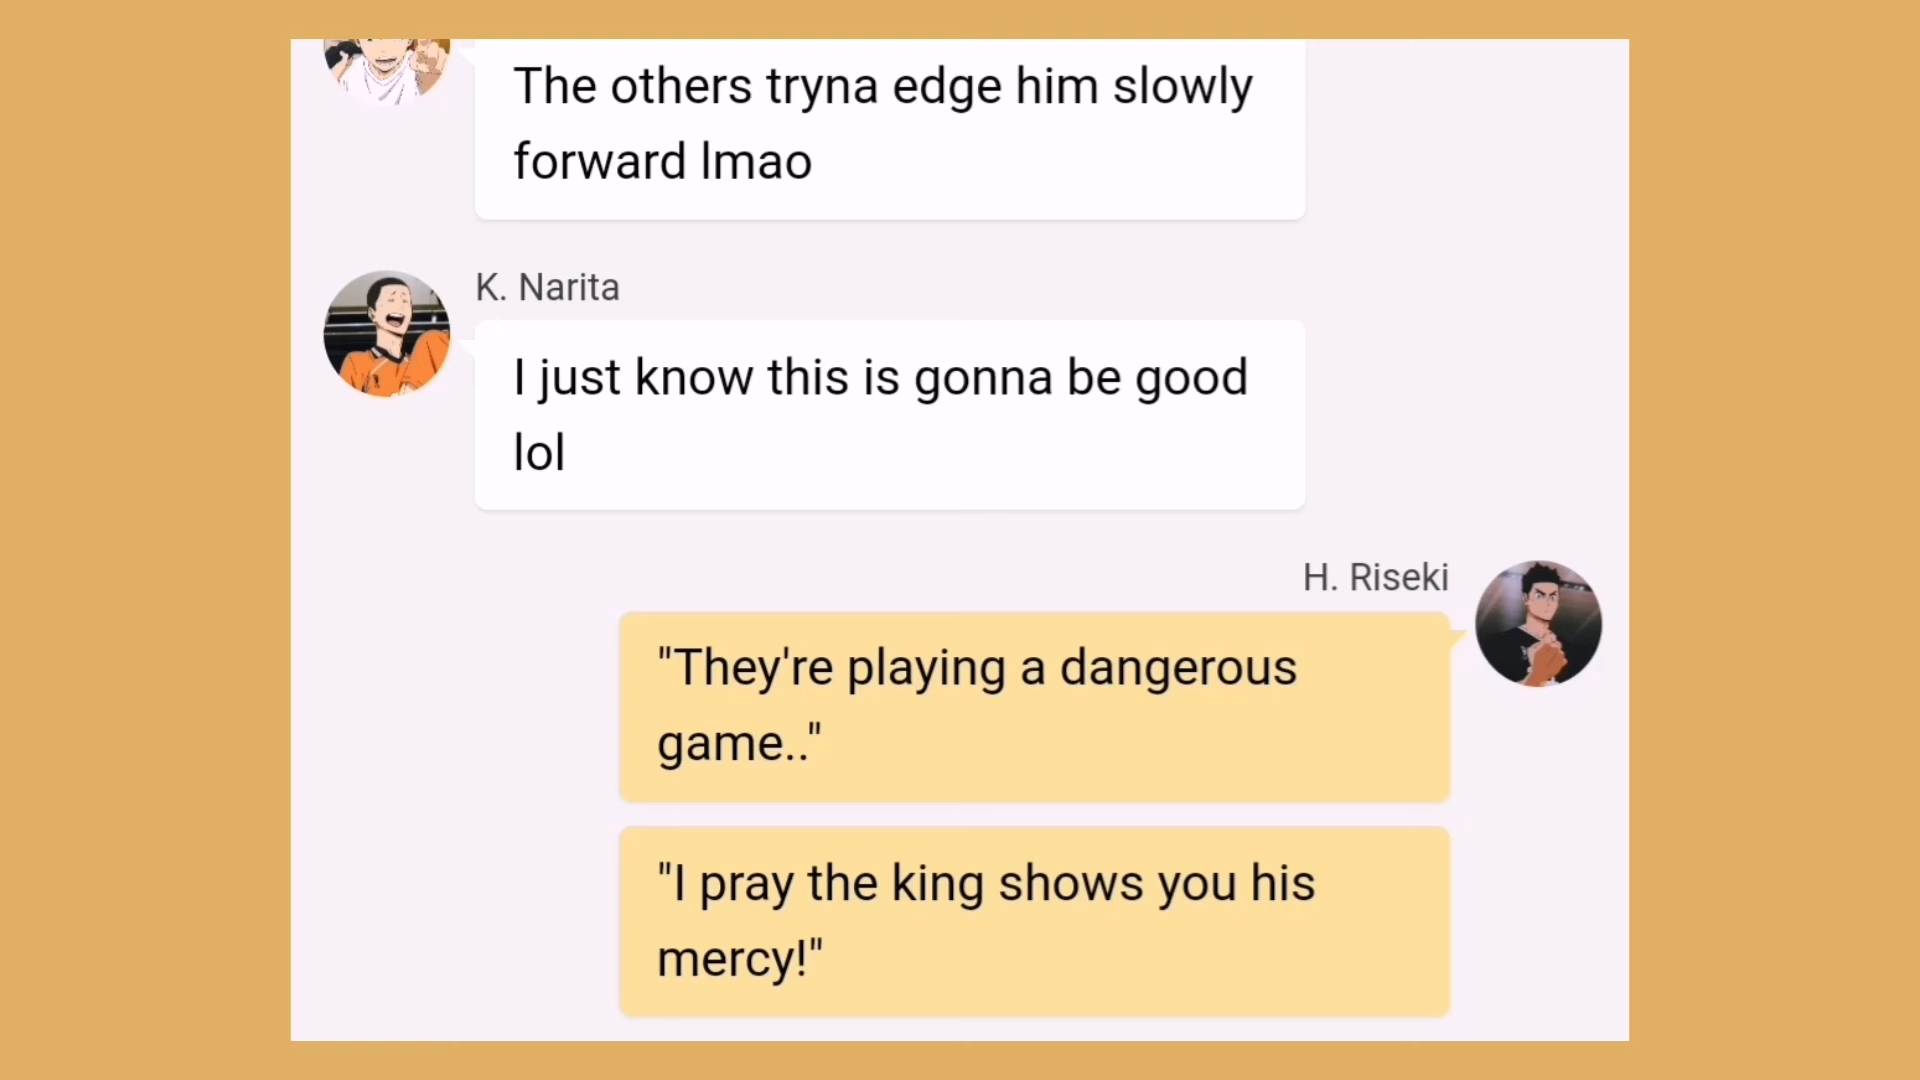 The others tryna edge him slowly
forward lmao
K. Narita
I just know this is gonna be good
lol
H. Riseki
"They're playing a dangerous
game.."
"I pray the king shows you his
mercy!"